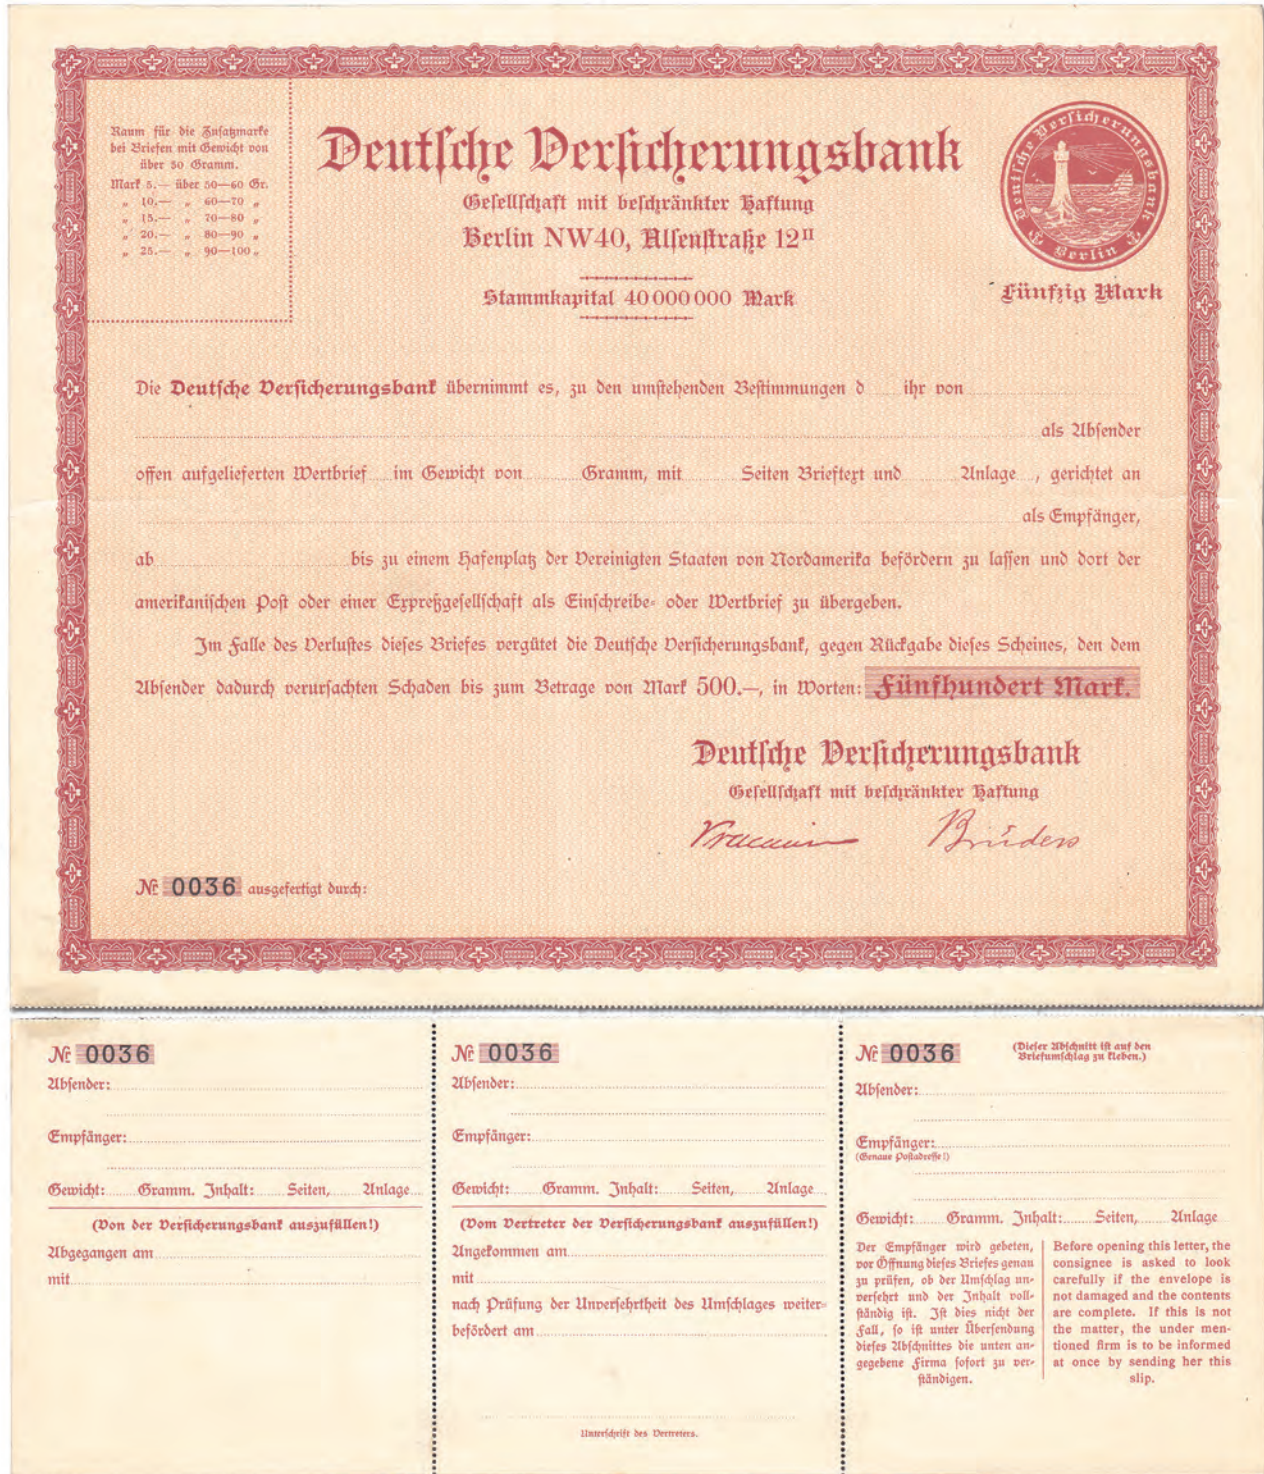 Raum für die Zusatzmarke
bei Briefen mit Gewicht von
über 50 Gramm.
Mark 5.— über 50—60 Gr.
„ 10.— „ 60—70 „
„ 15.— „ 70—80 „
„ 20.— „ 80—90 „
„ 25.— „ 90—100 „
Deutsche Versicherungsbank
Gesellschaft mit beschränkter Haftung
Berlin NW40, Alsenstraße 12II
Stammkapital 40000000 Mark
Deutsche Versicherungsbank
Berlin
Fünfzig Mark
Die Deutsche Versicherungsbank übernimmt es, zu den umstehenden Bestimmungen d ihr von
als Absender
offen aufgelieferten Wertbrief im Gewicht von Gramm, mit Seiten Brieftext und Anlage , gerichtet an
als Empfänger,
ab bis zu einem Hafenplatz der Vereinigten Staaten von Nordamerika befördern zu lassen und dort der
amerikanischen Post oder einer Expreßgesellschaft als Einschreibe- oder Wertbrief zu übergeben.
Im Falle des Verlustes dieses Briefes vergütet die Deutsche Versicherungsbank, gegen Rückgabe dieses Scheines, den dem
Absender dadurch verursachten Schaden bis zum Betrage von Mark 500.—, in Worten: Fünfhundert Mark.
Deutsche Versicherungsbank
Gesellschaft mit beschränkter Haftung
Brüders
Nr 0036 ausgefertigt durch:
Nr 0036
Absender:
Empfänger:
Gewicht: Gramm. Inhalt: Seiten, Anlage
(Von der Versicherungsbank auszufüllen!)
Abgegangen am
mit
Nr 0036
Absender:
Empfänger:
Gewicht: Gramm. Inhalt: Seiten, Anlage
(Vom Vertreter der Versicherungsbank auszufüllen!)
Angekommen am
mit
nach Prüfung der Unversehrtheit des Umschlages weiter-
befördert am
Unterschrift des Vertreters.
Nr 0036
(Dieser Abschnitt ist auf den
Briefumschlag zu kleben.)
Absender:
Empfänger:
(Genaue Postadresse!)
Gewicht: Gramm. Inhalt: Seiten, Anlage
Der Empfänger wird gebeten,
vor Öffnung dieses Briefes genau
zu prüfen, ob der Umschlag un-
versehrt und der Inhalt voll-
ständig ist. Ist dies nicht der
Fall, so ist unter Übersendung
dieses Abschnittes die unten an-
gegebene Firma sofort zu ver-
ständigen.
Before opening this letter, the
consignee is asked to look
carefully if the envelope is
not damaged and the contents
are complete. If this is not
the matter, the under men-
tioned firm is to be informed
at once by sending her this
slip.